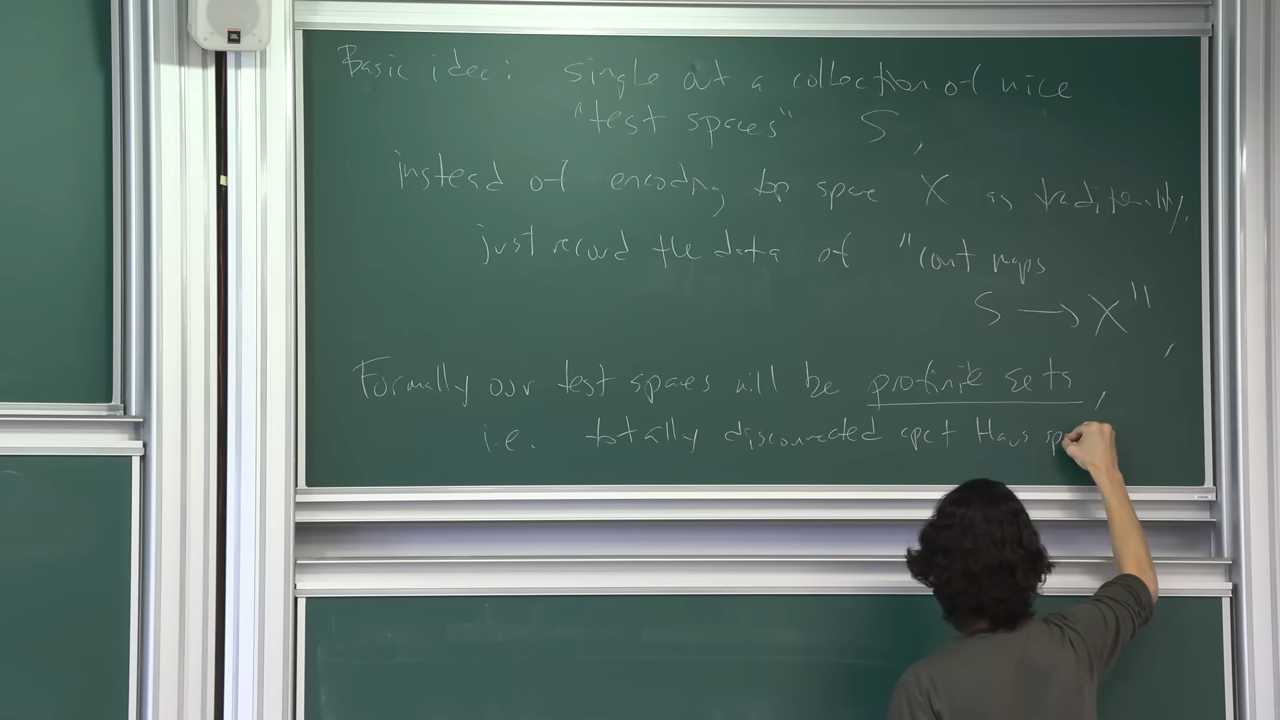 Basic idea: single out a collection of nice
"test spaces" S,
instead of encoding top space X as traditionally,
just record the data of "cont maps
S → X",
Formally our test spaces will be profinite sets,
i.e. totally disconnected cpct Haus sp